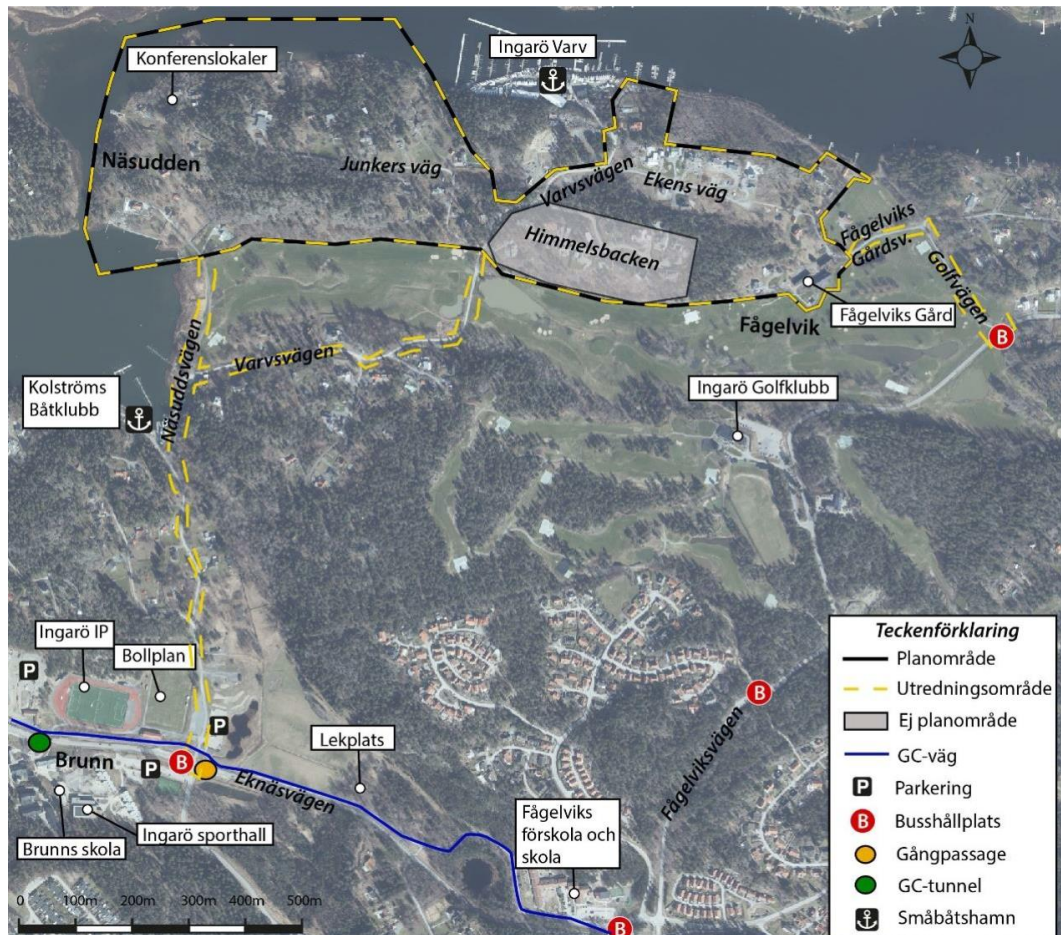 N
Ingarö Varv
Konferenslokaler
Näsudden
Junkers väg
Varvsvägen
Ekens väg
Himmelsbacken
Fågelviks
Gårdsv.
Golfvägen
Fågelviks Gård
Fågelvik
B
Näsuddsvägen
Varvsvägen
Kolströms
Båtklubb
Ingarö Golfklubb
Ingarö IP
Bollplan
P
P
B
P
Brunn
Eknäsvägen
Lekplats
Fågelviksvägen
B
Fågelviks
förskola och
skola
B
Ingarö sporthall
Brunns skola
0 100m 200m 300m 400m 500m
Teckenförklaring
Planområde
Utredningsområde
Ej planområde
GC-väg
P Parkering
B Busshållplats
Gångpassage
GC-tunnel
Småbåtshamn